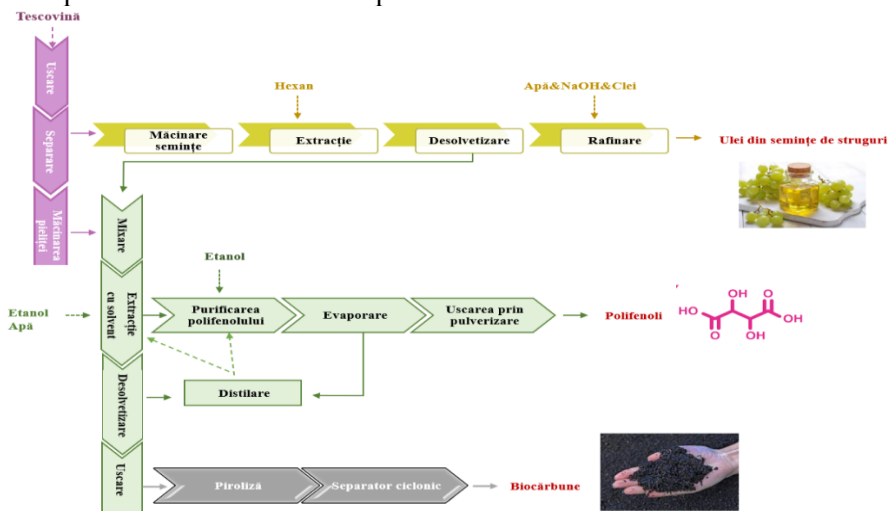 Tescovină
Uscare
Separare
Măcinarea
pieliței
Hexan
Apă&NaOH&Clei
Măcinare
semințe
Extracție
Desolvetizare
Rafinare
Ulei din semințe de struguri
Mixare
Etanol
Etanol
Apă
Extracție
cu solvent
Purificarea
polifenolului
Evaporare
Uscarea prin
pulverizare
Polifenoli
HO
O
OH
OH
O
OH
Desolvetizare
Distilare
Uscare
Piroliză
Separator ciclonic
Biocărbune